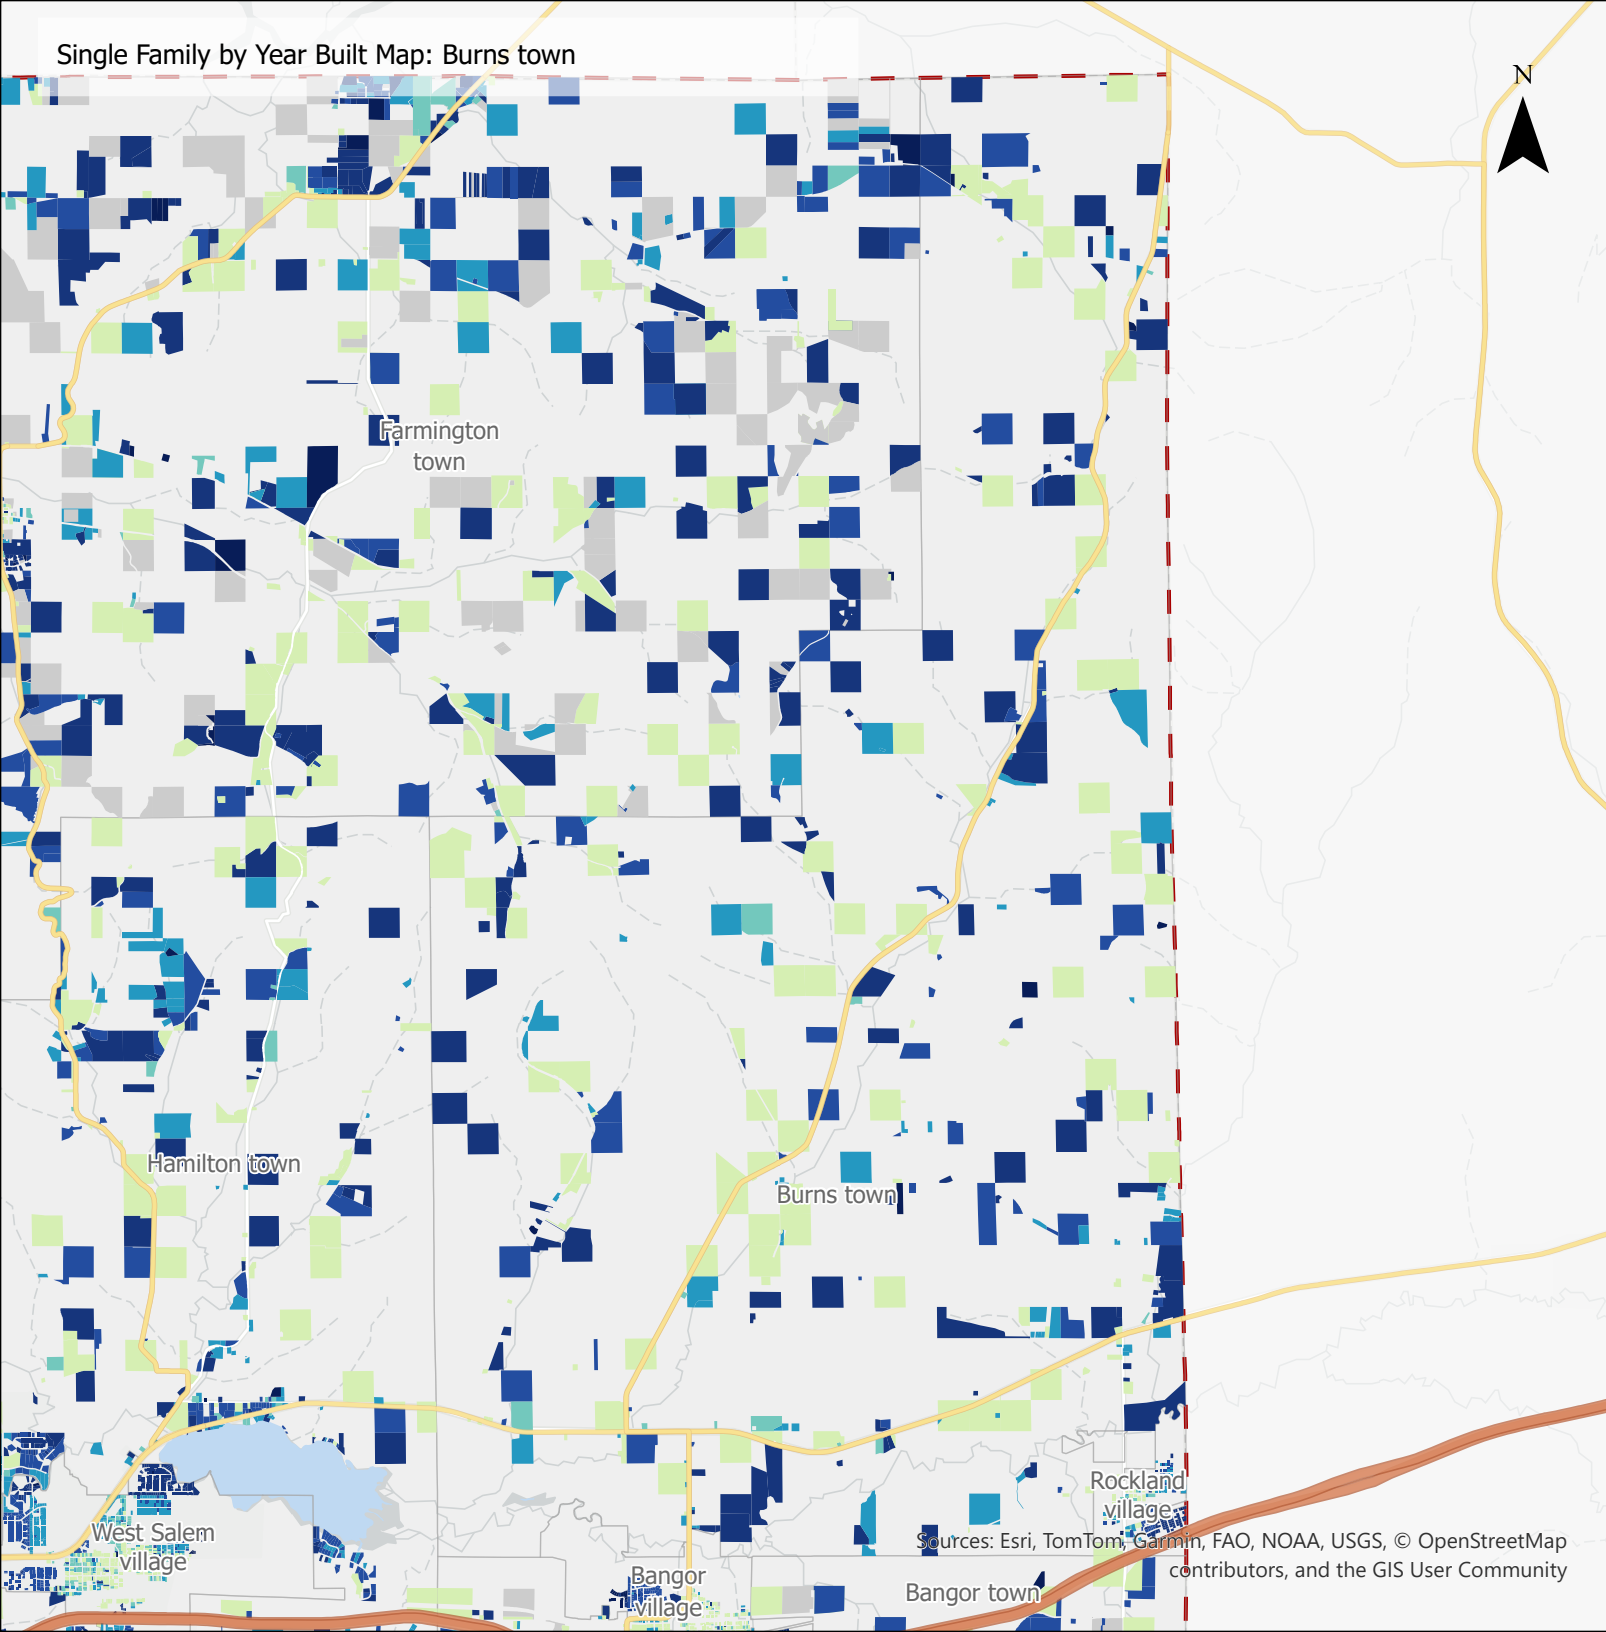 Single Family by Year Built Map: Burns town
N
Farmington
town
Hamilton town
Burns town
Rockland
village
West Salem
village
Sources: Esri, TomTom, Garmin, FAO, NOAA, USGS, © OpenStreetMap
contributors, and the GIS User Community
Bangor
village
Bangor town